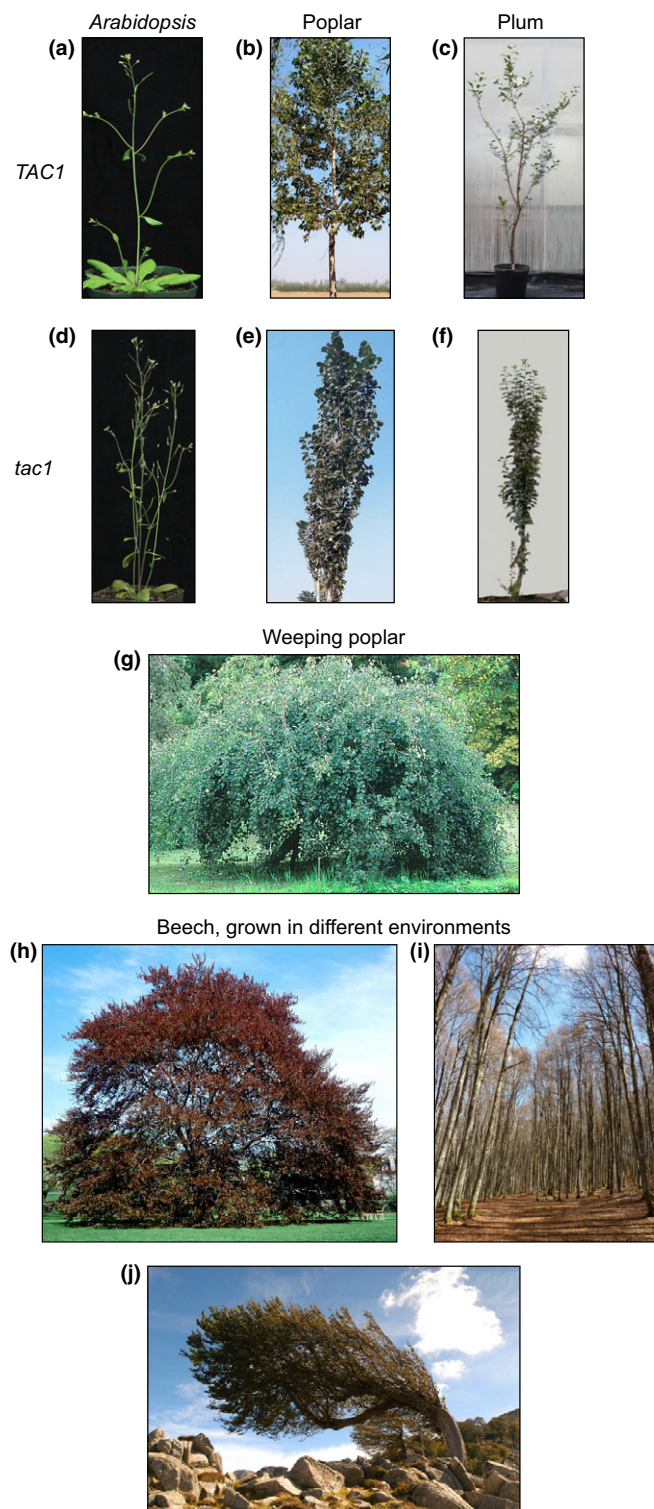 Arabidopsis Poplar Plum
(a) (b) (c)
TAC1
(d) (e) (f)
tac1
Weeping poplar
(g)
Beech, grown in different environments
(h) (i)
(j)